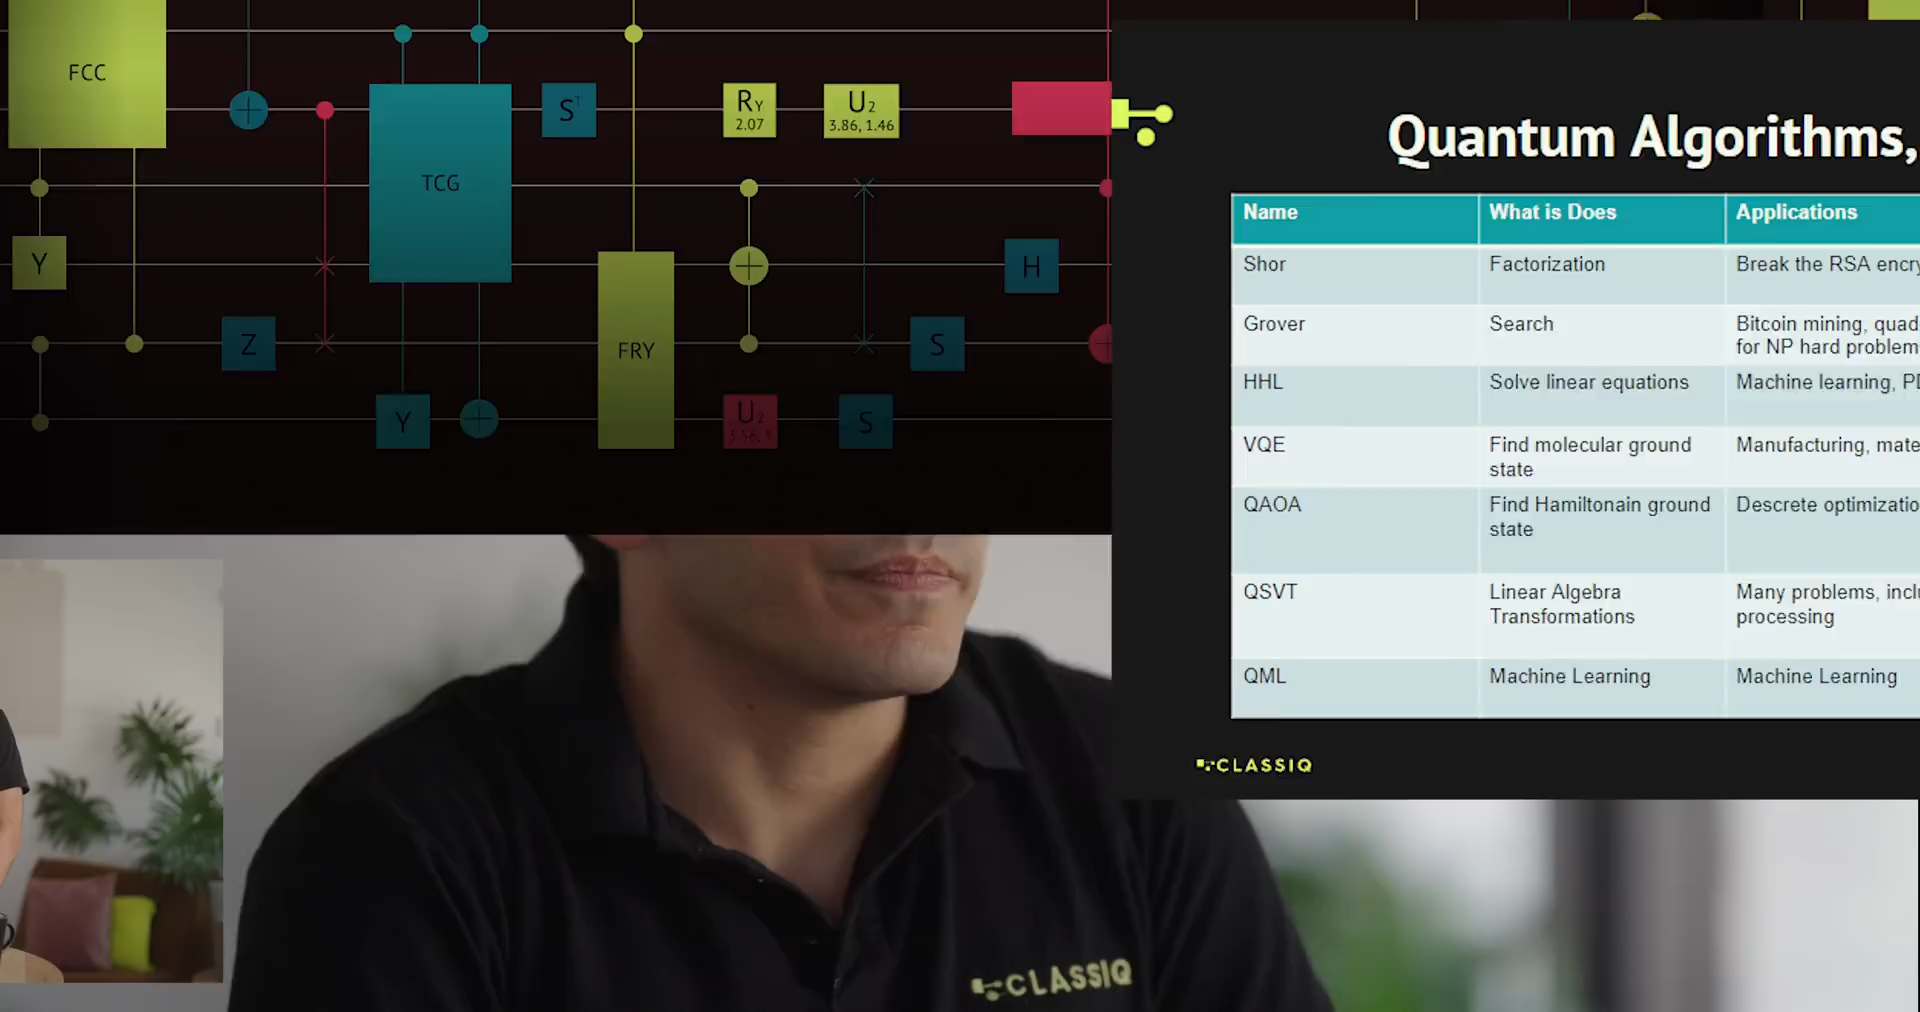 FCC
TCG
S†
RY
2.07
U2
3.86, 1.46
Y
H
Z
FRY
S
Y
U2
S
Quantum Algorithms,
Name What is Does Applications
Shor Factorization Break the RSA encry
Grover Search Bitcoin mining, quad
for NP hard problem
HHL Solve linear equations Machine learning, PD
VQE Find molecular ground Manufacturing, mate
state
QAOA Find Hamiltonain ground Descrete optimizatio
state
QSVT Linear Algebra Many problems, inclu
Transformations processing
QML Machine Learning Machine Learning
CLASSIQ
CLASSIQ